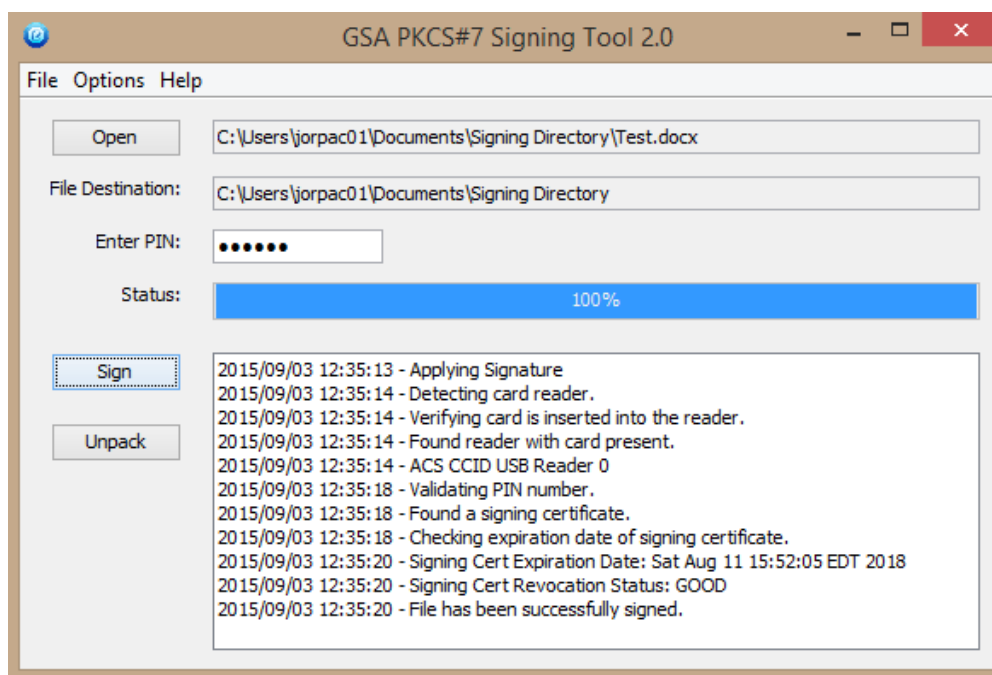 GSA PKCS#7 Signing Tool 2.0
File Options Help
Open C:\Users\jorpac01\Documents\Signing Directory\Test.docx
File Destination: C:\Users\jorpac01\Documents\Signing Directory
Enter PIN: ••••••
Status: 100%
Sign
2015/09/03 12:35:13 - Applying Signature
2015/09/03 12:35:14 - Detecting card reader.
2015/09/03 12:35:14 - Verifying card is inserted into the reader.
2015/09/03 12:35:14 - Found reader with card present.
2015/09/03 12:35:14 - ACS CCID USB Reader 0
2015/09/03 12:35:18 - Validating PIN number.
2015/09/03 12:35:18 - Found a signing certificate.
2015/09/03 12:35:18 - Checking expiration date of signing certificate.
2015/09/03 12:35:20 - Signing Cert Expiration Date: Sat Aug 11 15:52:05 EDT 2018
2015/09/03 12:35:20 - Signing Cert Revocation Status: GOOD
2015/09/03 12:35:20 - File has been successfully signed.
Unpack